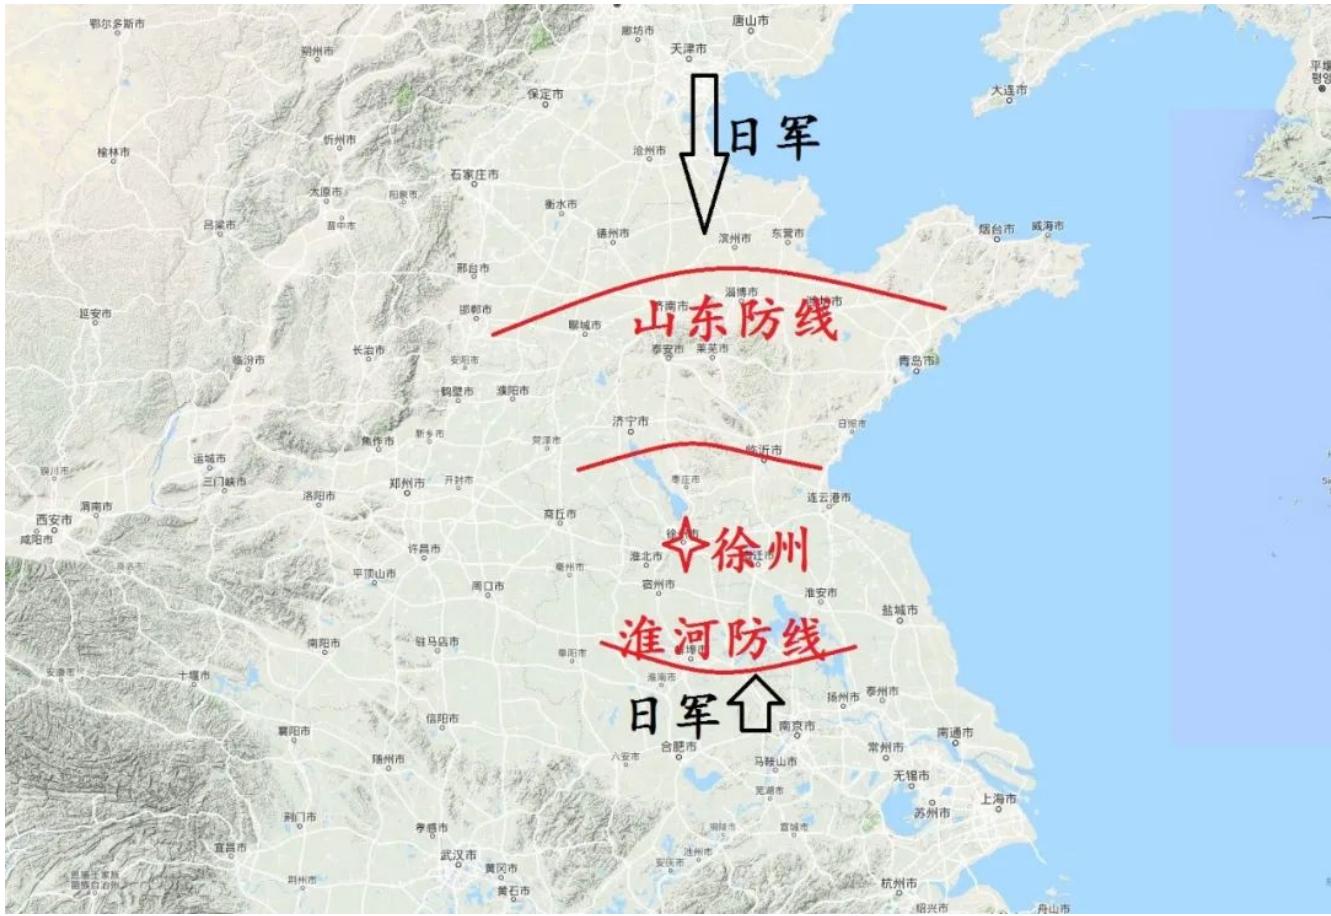 鄂尔多斯市
朔州市
廊坊市
唐山市
天津市
大连市
保定市
日军
忻州市
沧州市
榆林市
石家庄市
太原市
阳泉市
晋中市
吕梁市
衡水市
德州市
滨州市
东营市
烟台市
威海市
邢台市
淄博市
济南市
山东防线
邯郸市
延安市
聊城市
泰安市
莱芜市
长治市
临汾市
安阳市
青岛市
鹤壁市
濮阳市
济宁市
日照市
新乡市
焦作市
菏泽市
临沂市
运城市
铜川市
三门峡市
郑州市
开封市
枣庄市
洛阳市
连云港市
渭南市
西安市
咸阳市
商丘市
徐州
许昌市
淮北市
亳州市
平顶山市
周口市
宿州市
淮安市
盐城市
淮河防线
南阳市
驻马店市
阜阳市
安康市
十堰市
淮南市
扬州市
泰州市
日军
信阳市
南京市
襄阳市
南通市
合肥市
常州市
随州市
六安市
马鞍山市
无锡市
芜湖市
上海市
苏州市
荆门市
孝感市
铜陵市
宣城市
宜昌市
武汉市
池州市
安庆市
黄冈市
恩施土家族
苗族自治州
荆州市
黄石市
杭州市
绍兴市
舟山市